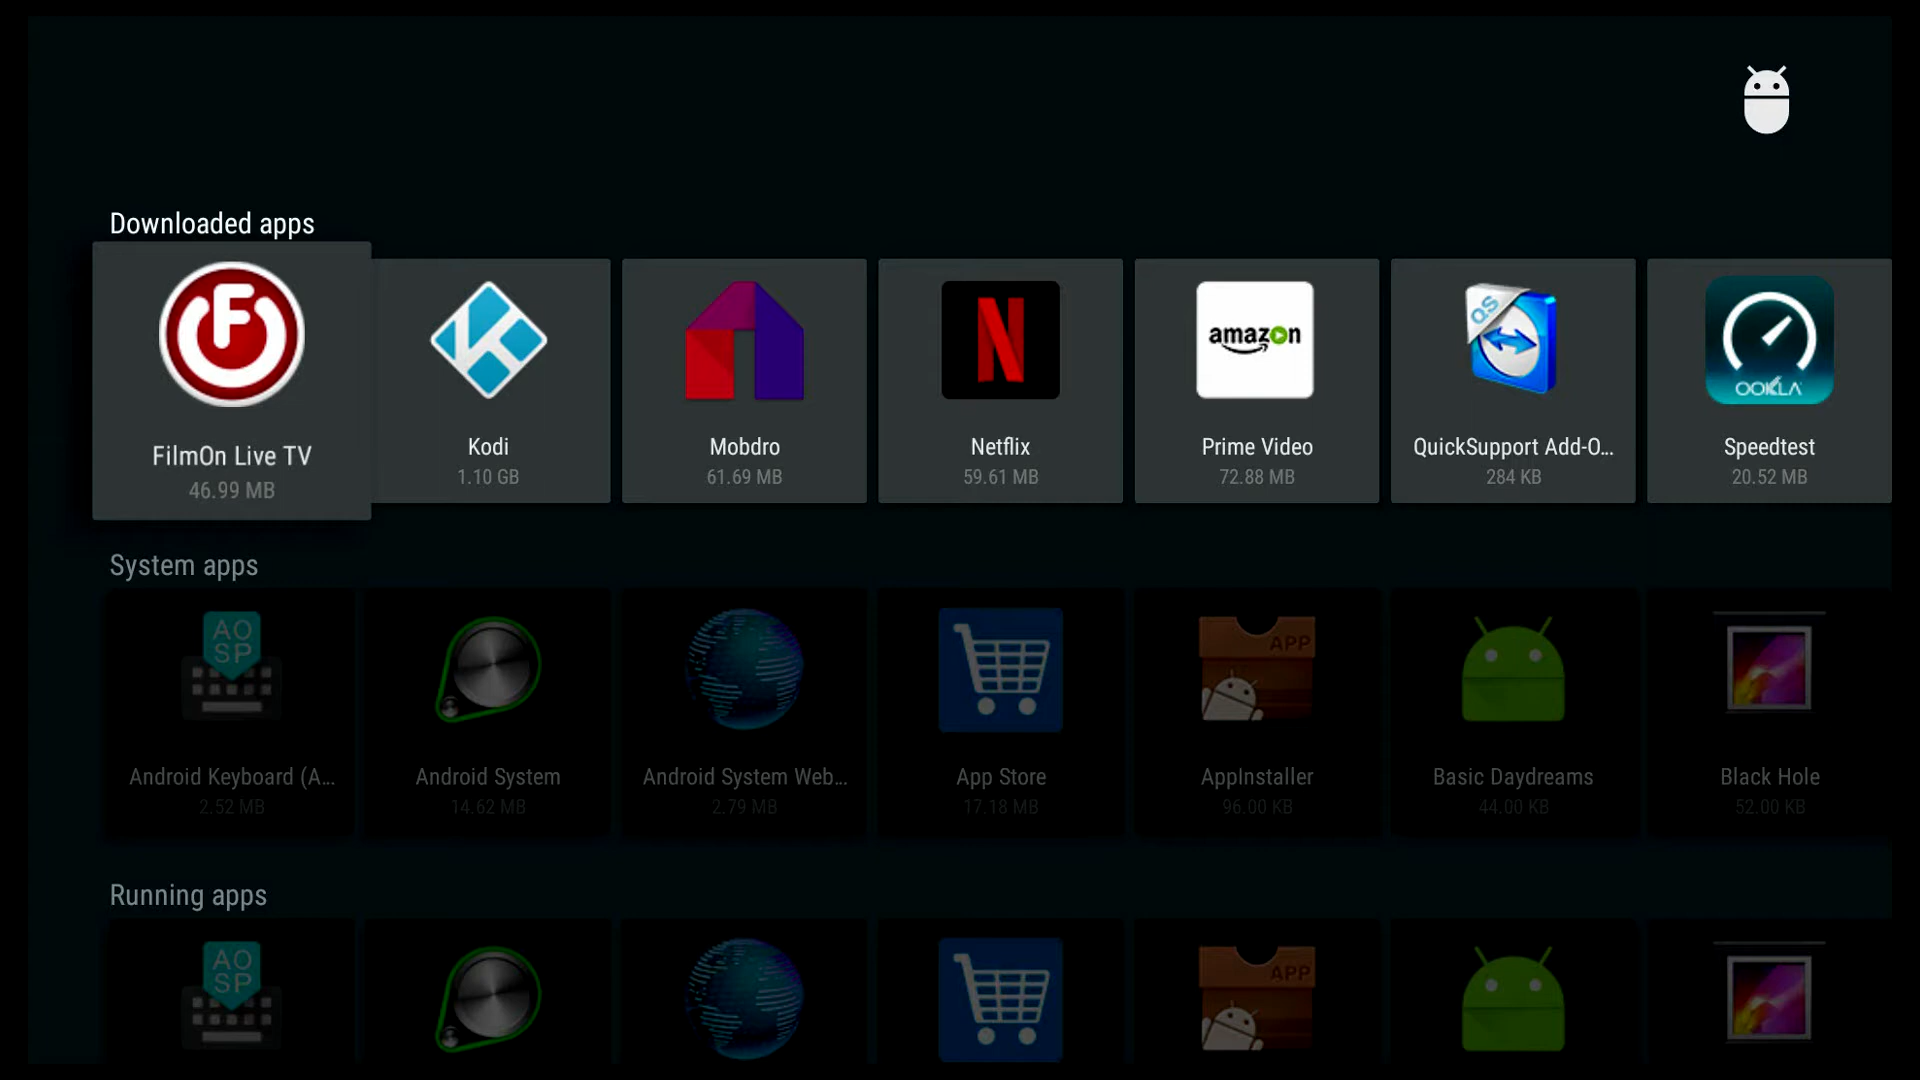 Downloaded apps
F
amazon
QS
OOKLA
FilmOn Live TV
46.99 MB
Kodi
1.10 GB
Mobdro
61.69 MB
Netflix
59.61 MB
Prime Video
72.88 MB
QuickSupport Add-O...
284 KB
Speedtest
20.52 MB
System apps
AO
SP
APP
Android Keyboard (A...
2.52 MB
Android System
14.62 MB
Android System Web...
2.79 MB
App Store
17.18 MB
AppInstaller
96.00 KB
Basic Daydreams
44.00 KB
Black Hole
52.00 KB
Running apps
AO
SP
APP